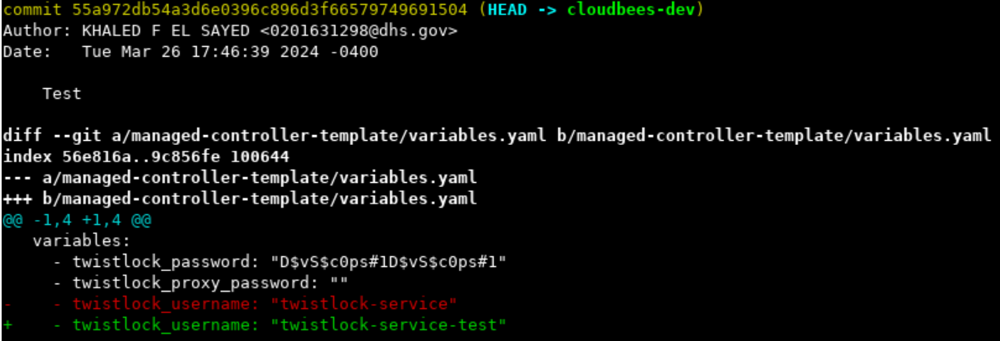 commit 55a972db54a3d6e0396c896d3f66579749691504 (HEAD -> cloudbees-dev)
Author: KHALED F EL SAYED <0201631298@dhs.gov>
Date:   Tue Mar 26 17:46:39 2024 -0400
    Test
diff --git a/managed-controller-template/variables.yaml b/managed-controller-template/variables.yaml
index 56e816a..9c856fe 100644
--- a/managed-controller-template/variables.yaml
+++ b/managed-controller-template/variables.yaml
@@ -1,4 +1,4 @@
   variables:
     - twistlock_password: "D$vS$c0ps#1D$vS$c0ps#1"
     - twistlock_proxy_password: ""
-    - twistlock_username: "twistlock-service"
+    - twistlock_username: "twistlock-service-test"